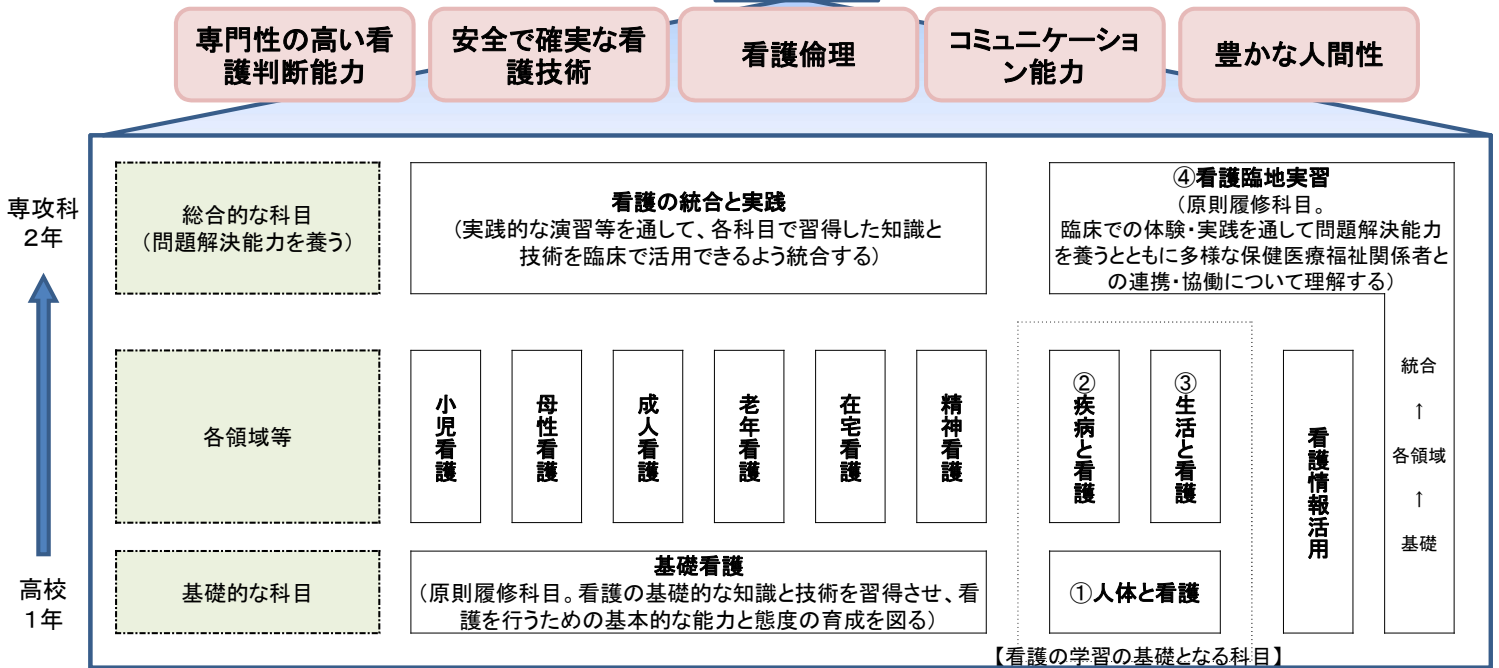 専門性の高い看
護判断能力
安全で確実な看
護技術
看護倫理
コミュニケーショ
ン能力
豊かな人間性
専攻科
2年
高校
1年
総合的な科目
(問題解決能力を養う)
看護の統合と実践
(実践的な演習等を通して、各科目で習得した知識と
技術を臨床で活用できるよう統合する)
④看護臨地実習
(原則履修科目。
臨床での体験・実践を通して問題解決能力
を養うとともに多様な保健医療福祉関係者と
の連携・協働について理解する)
各領域等
小児看護
母性看護
成人看護
老年看護
在宅看護
精神看護
②疾病と看護
③生活と看護
看護情報活用
統合
↑
各領域
↑
基礎
基礎的な科目
基礎看護
(原則履修科目。看護の基礎的な知識と技術を習得させ、看
護を行うための基本的な能力と態度の育成を図る)
①人体と看護
【看護の学習の基礎となる科目】